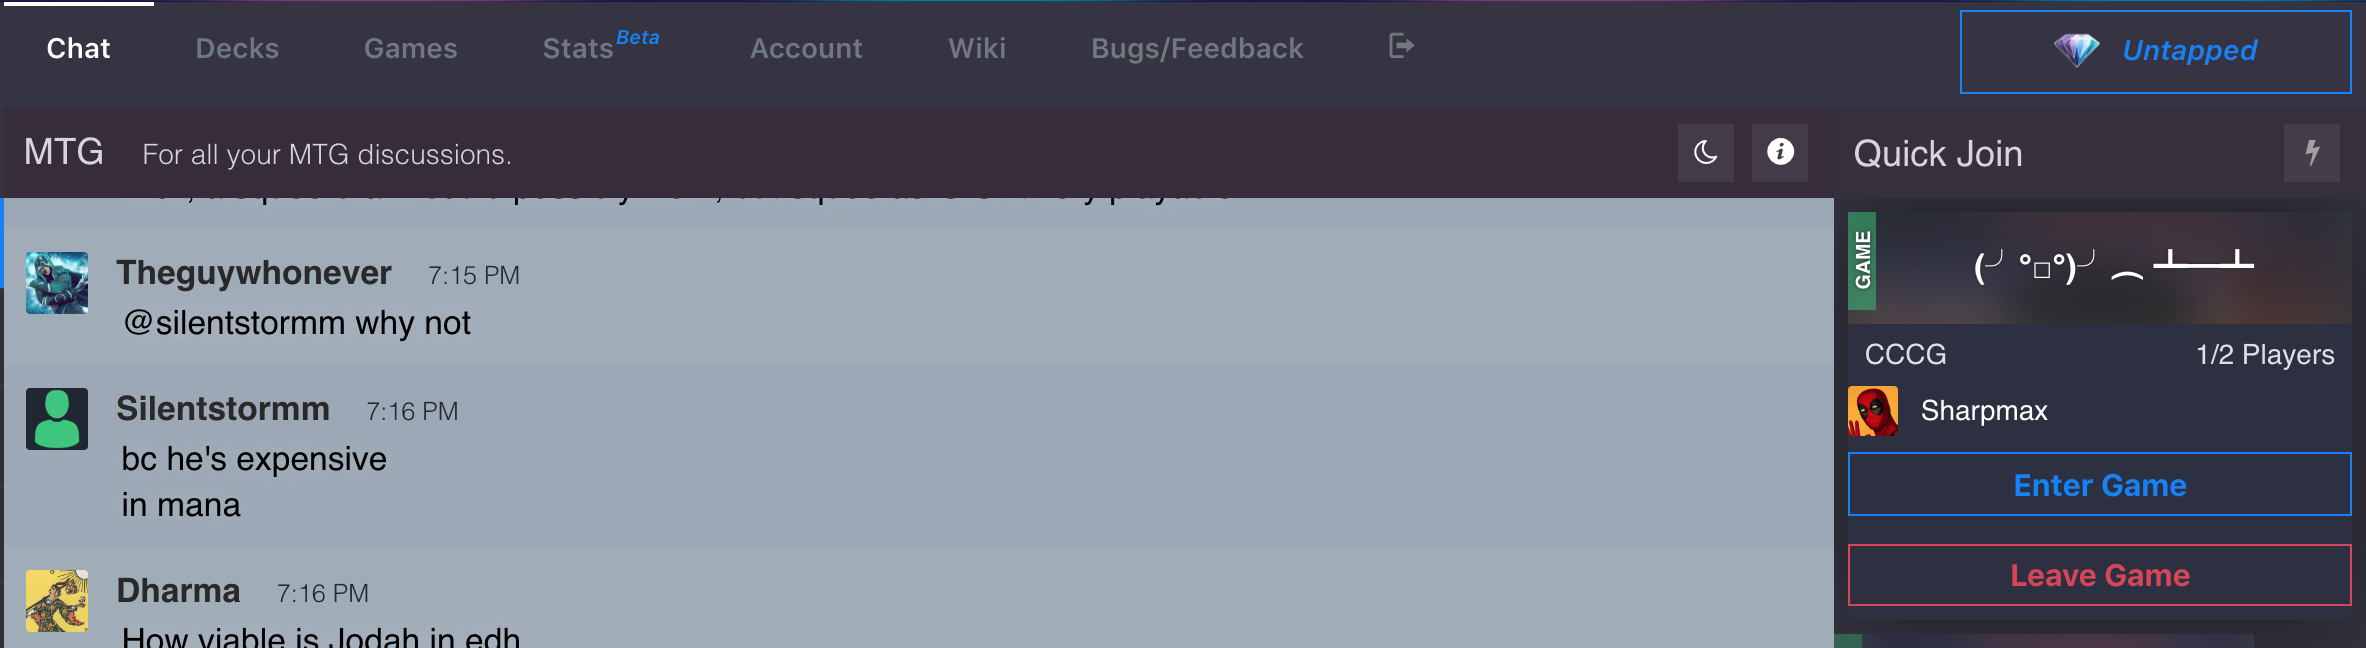 Chat Decks Games Stats Beta Account Wiki Bugs/Feedback Untapped
MTG For all your MTG discussions.
Theguywhonever 7:15 PM
@silentstormm why not
Silentstormm 7:16 PM
bc he's expensive
in mana
Dharma 7:16 PM
How viable is Jodah in edh
Quick Join
GAME
(╯°□°)╯︵ ┻━┻
CCCG 1/2 Players
Sharpmax
Enter Game
Leave Game